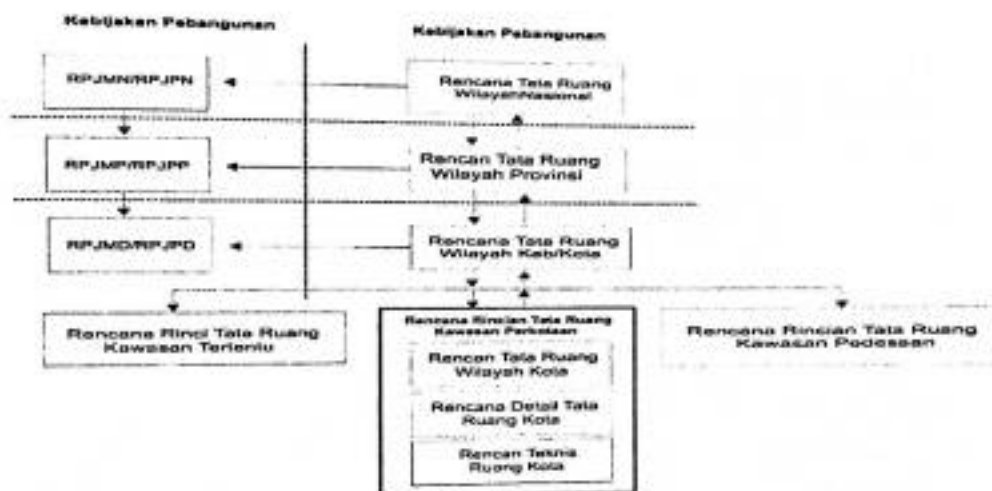 Kebijakan Pebangunan
Kebijakan Pebangunan
RPJMN/RPJPN
Rencana Tata Ruang
WilayahNasional
RPJMP/RPJPP
Rencan Tata Ruang
Wilayah Provinsi
RPJMD/RPJPD
Rencana Tata Ruang
Wilayah Kab/Kota
Rencana Rinci Tata Ruang
Kawasan Tertentu
Rencana Rincian Tata Ruang
Kawasan Perkotaan
Rencan Tata Ruang
Wilayah Kota
Rencana Detail Tata
Ruang Kota
Rencan Teknis
Ruang Kota
Rencana Rincian Tata Ruang
Kawasan Pedesaan